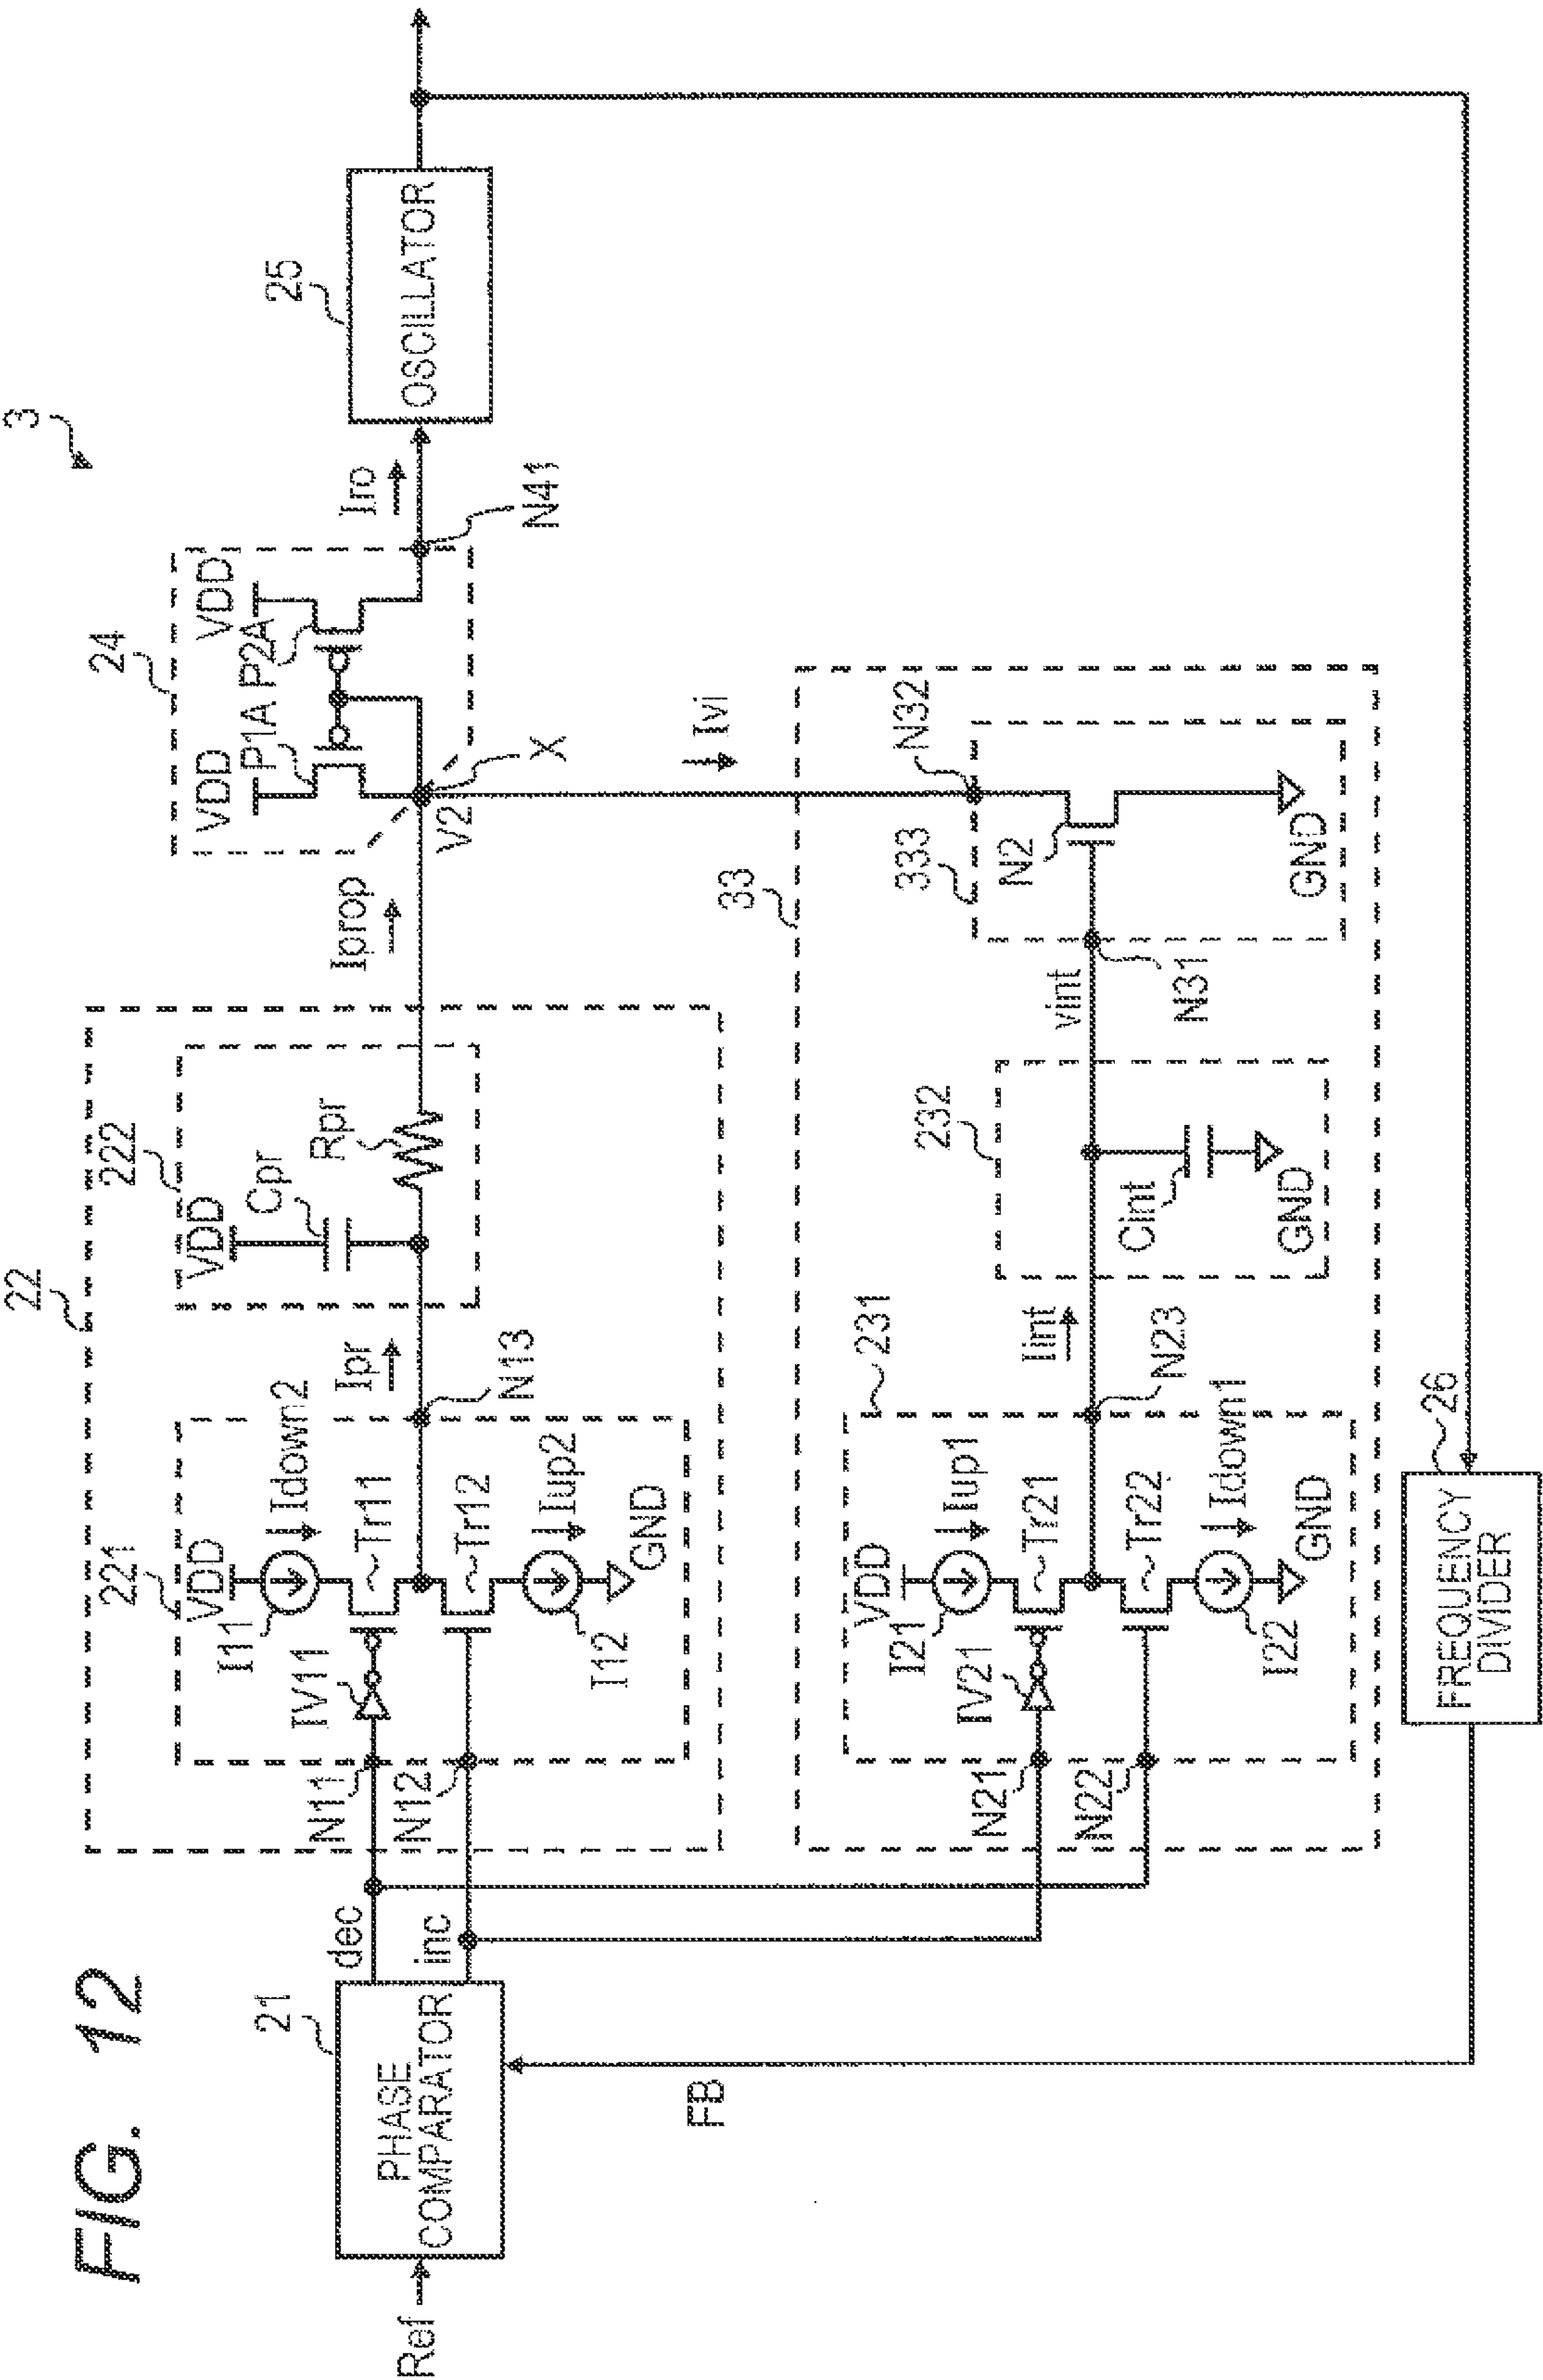 FIG. 12
3
22
222
24
25
221
VDD
VDD
VDD
VDD
Cpr
P1A
P2A
I11
Idown2
Rpr
Iro
OSCILLATOR
IV11
Tr11
Ipr
Iprop
21
dec
N11
PHASE
COMPARATOR
Ref
inc
N12
Tr12
N13
V2
X
N41
I12
Iup2
GND
33
Ivi
FB
231
232
333
N32
VDD
I21
Iup1
IV21
N21
Tr21
Iint
vint
N2
N22
Tr22
N23
Cint
N31
I22
Idown1
GND
GND
GND
26
FREQUENCY
DIVIDER